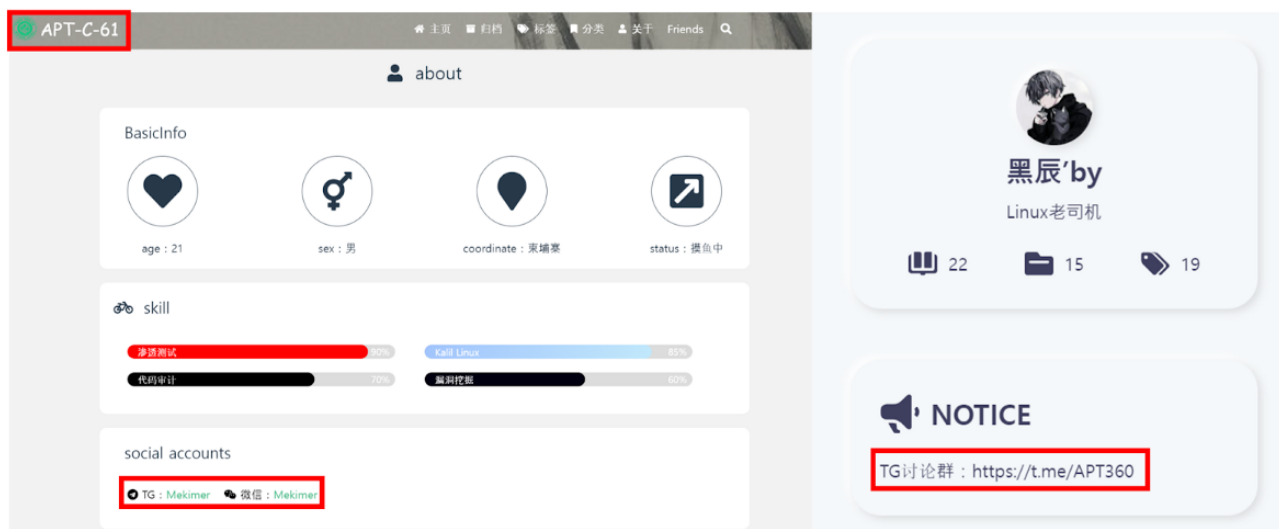 APT-C-61
主页 归档 标签 分类 关于 Friends
about
BasicInfo
age：21 sex：男 coordinate：柬埔寨 status：摸鱼中
skill
渗透测试 90% Kalil Linux 85%
代码审计 70% 漏洞挖掘 60%
social accounts
TG：Mekimer 微信：Mekimer
黑辰'by
Linux老司机
22 15 19
NOTICE
TG讨论群：https://t.me/APT360